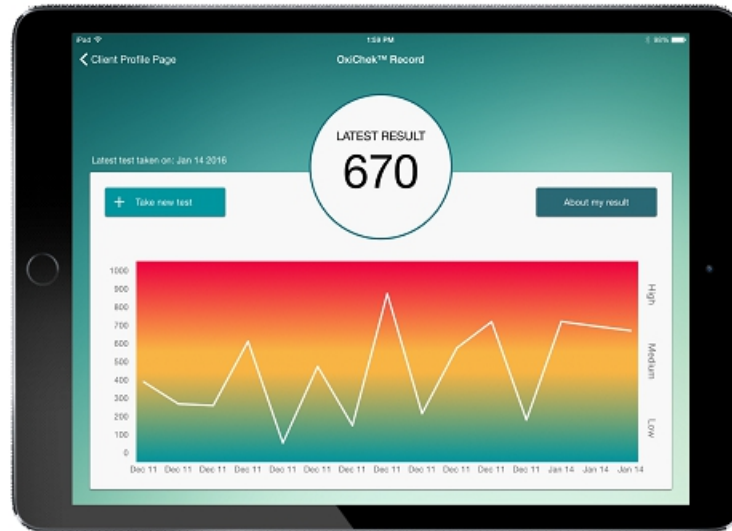 iPad
1:59 PM
88%
Client Profile Page
OxiChek™ Record
LATEST RESULT
670
Latest test taken on: Jan 14 2016
+ Take new test
About my result
1000
900
800
700
600
500
400
300
200
100
0
High
Medium
Low
Dec 11 Dec 11 Dec 11 Dec 11 Dec 11 Dec 11 Dec 11 Dec 11 Dec 11 Dec 11 Dec 11 Dec 11 Jan 14 Jan 14 Jan 14